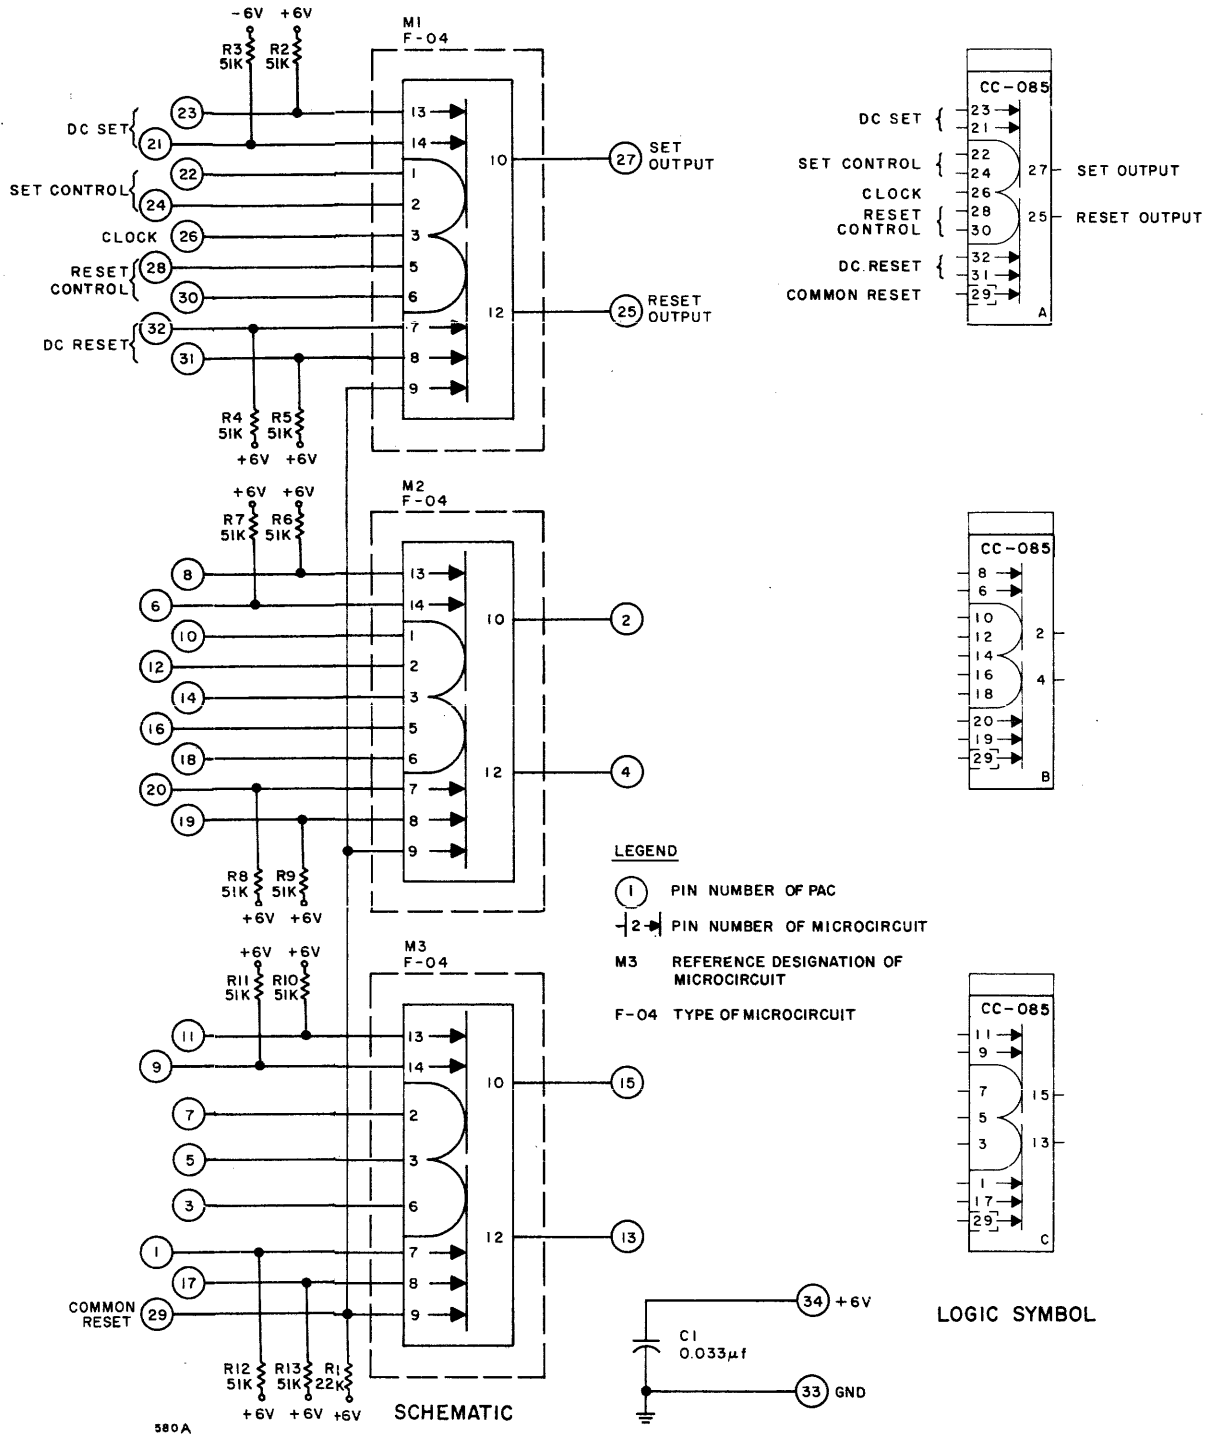 -6V +6V
R3 51K R2 51K
M1
F-04
DC SET
23 13
21 14
SET CONTROL
22 1
24 2
CLOCK 26 3
RESET CONTROL
28 5
30 6
DC RESET
32 7
31 8
9
10 27 SET OUTPUT
12 25 RESET OUTPUT
R4 51K R5 51K
+6V +6V
+6V +6V
R7 51K R6 51K
M2
F-04
8 13
6 14
10 1
12 2
14 3
16 5
18 6
20 7
19 8
9
10 2
12 4
R8 51K R9 51K
+6V +6V
+6V +6V
R11 51K R10 51K
M3
F-04
11 13
9 14
7 2
5 3
3 6
1 7
17 8
COMMON RESET 29 9
10 15
12 13
R12 51K R13 51K R1 22K
+6V +6V +6V
SCHEMATIC
580A
LEGEND
1 PIN NUMBER OF PAC
2 PIN NUMBER OF MICROCIRCUIT
M3 REFERENCE DESIGNATION OF
MICROCIRCUIT
F-04 TYPE OF MICROCIRCUIT
34 +6V
C1
0.033µf
33 GND
CC-085
DC SET
23
21
SET CONTROL
22
24
CLOCK 26
RESET CONTROL
28
30
DC RESET
32
31
COMMON RESET 29
27 SET OUTPUT
25 RESET OUTPUT
A
CC-085
8
6
10
12
14
16
18
20
19
29
2
4
B
CC-085
11
9
7
5
3
1
17
29
15
13
C
LOGIC SYMBOL